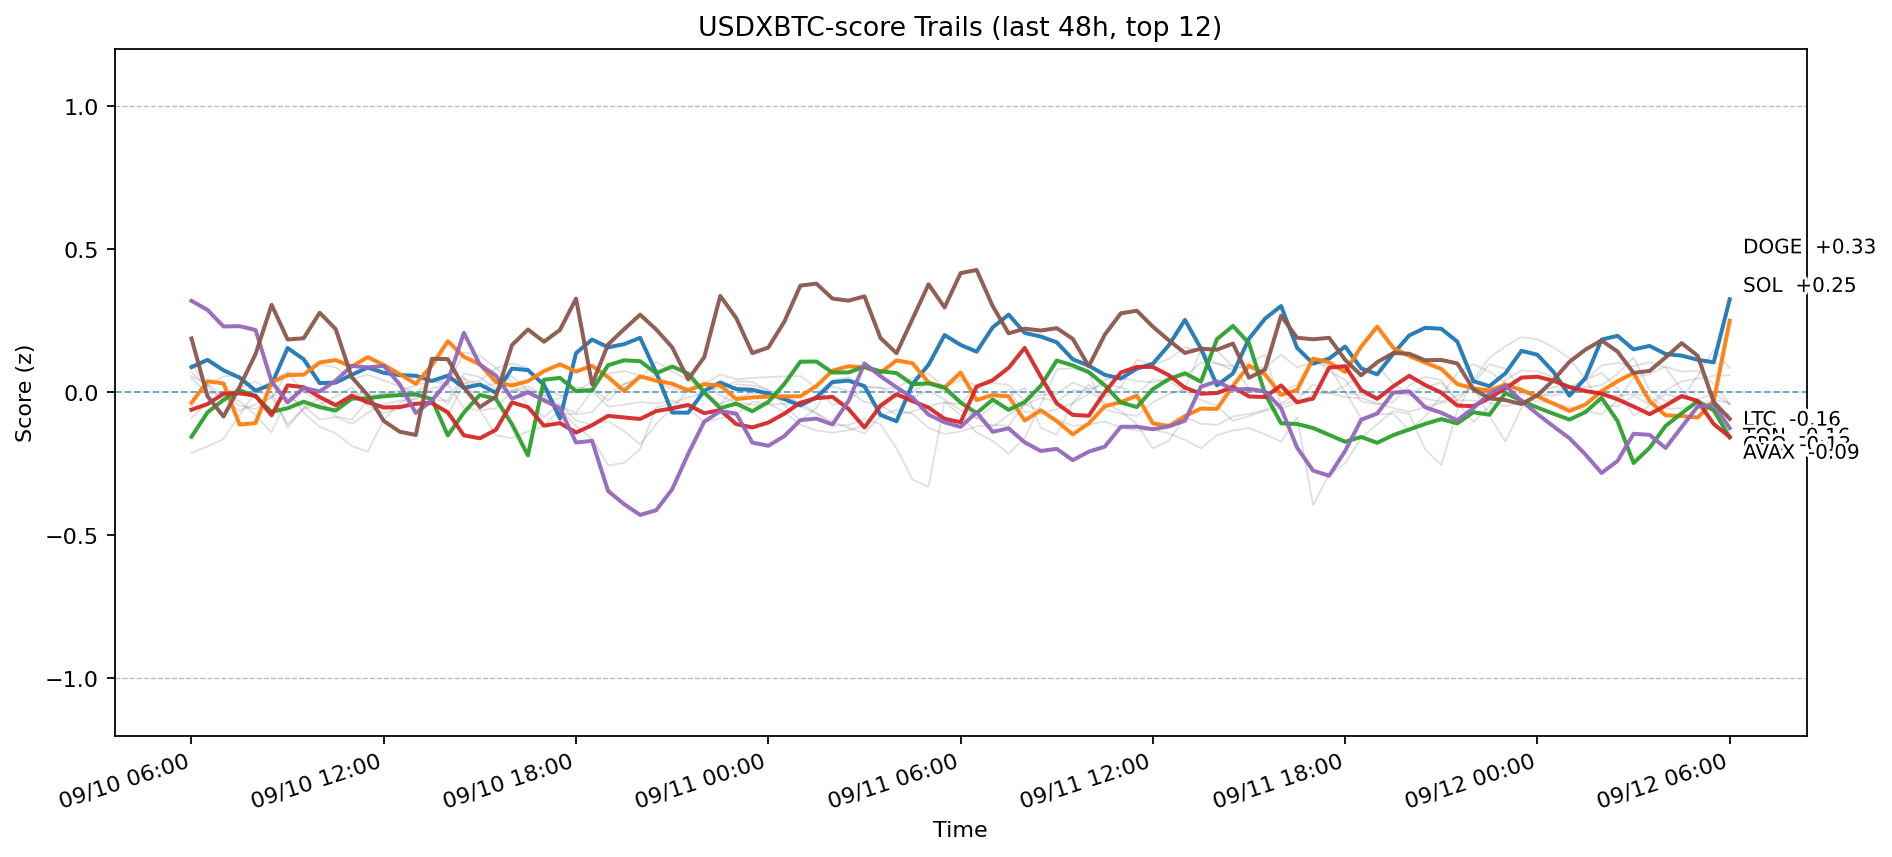 USDXBTC-score Trails (last 48h, top 12)
Score (z)
1.0
0.5
0.0
−0.5
−1.0
DOGE +0.33
SOL +0.25
LTC -0.16
AVAX -0.09
09/10 06:00
09/10 12:00
09/10 18:00
09/11 00:00
09/11 06:00
09/11 12:00
09/11 18:00
09/12 00:00
09/12 06:00
Time